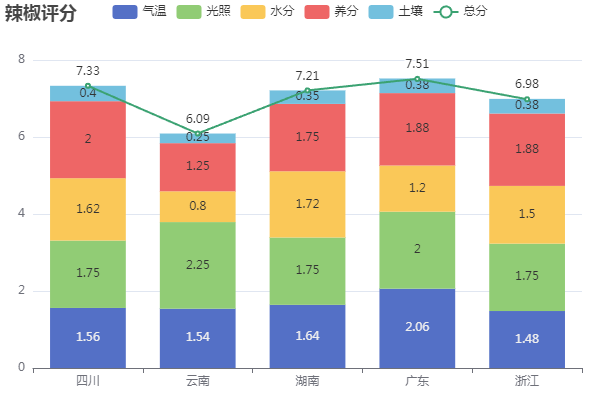 辣椒评分 气温 光照 水分 养分 土壤 总分
8
7.33 6.09 7.21 7.51 6.98
0.4 0.25 0.35 0.38 0.38
6
2 1.25 1.75 1.88 1.88
4
1.62 0.8 1.72 1.2 1.5
2
1.75 2.25 1.75 2 1.75
1.56 1.54 1.64 2.06 1.48
0
四川 云南 湖南 广东 浙江